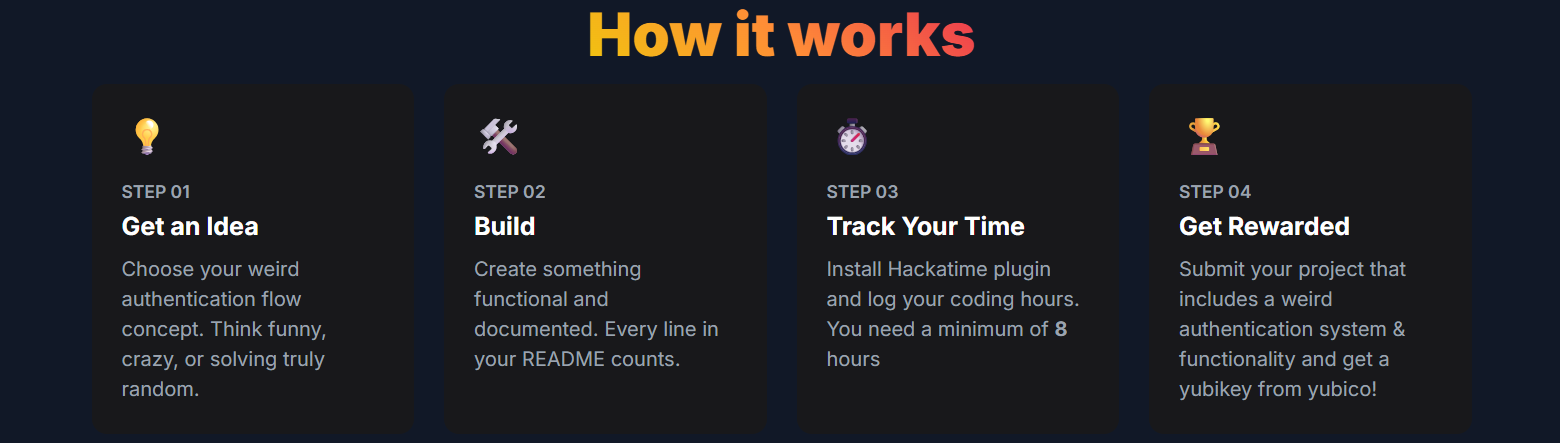 How it works
STEP 01
Get an Idea
Choose your weird
authentication flow
concept. Think funny,
crazy, or solving truly
random.
STEP 02
Build
Create something
functional and
documented. Every line in
your README counts.
STEP 03
Track Your Time
Install Hackatime plugin
and log your coding hours.
You need a minimum of 8
hours
STEP 04
Get Rewarded
Submit your project that
includes a weird
authentication system &
functionality and get a
yubikey from yubico!